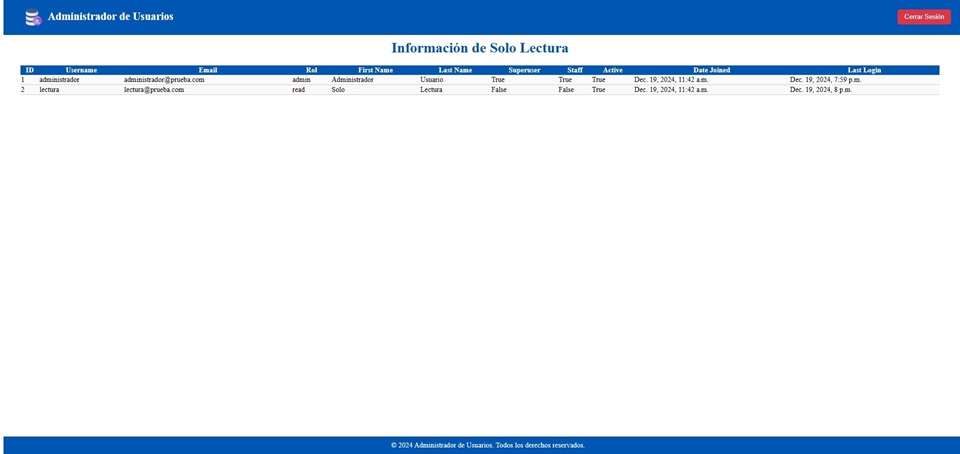 Administrador de Usuarios
Cerrar Sesión
Información de Solo Lectura
ID Username Email Rol First Name Last Name Superuser Staff Active Date Joined Last Login
1 administrador administrador@prueba.com admin Administrador Usuario True True True Dec. 19, 2024, 11:42 a.m. Dec. 19, 2024, 7:59 p.m.
2 lectura lectura@prueba.com read Solo Lectura False False True Dec. 19, 2024, 11:42 a.m. Dec. 19, 2024, 8 p.m.
© 2024 Administrador de Usuarios. Todos los derechos reservados.